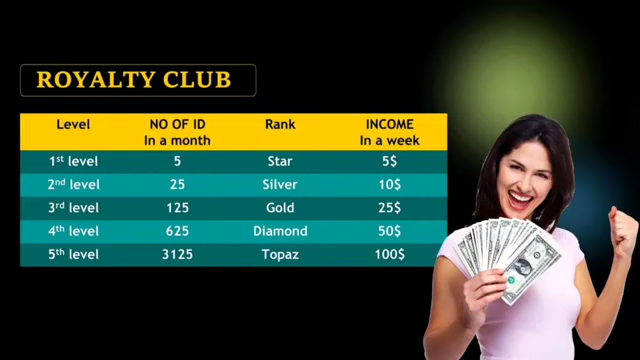 ROYALTY CLUB
Level NO OF ID In a month Rank INCOME In a week
1st level 5 Star 5$
2nd level 25 Silver 10$
3rd level 125 Gold 25$
4th level 625 Diamond 50$
5th level 3125 Topaz 100$